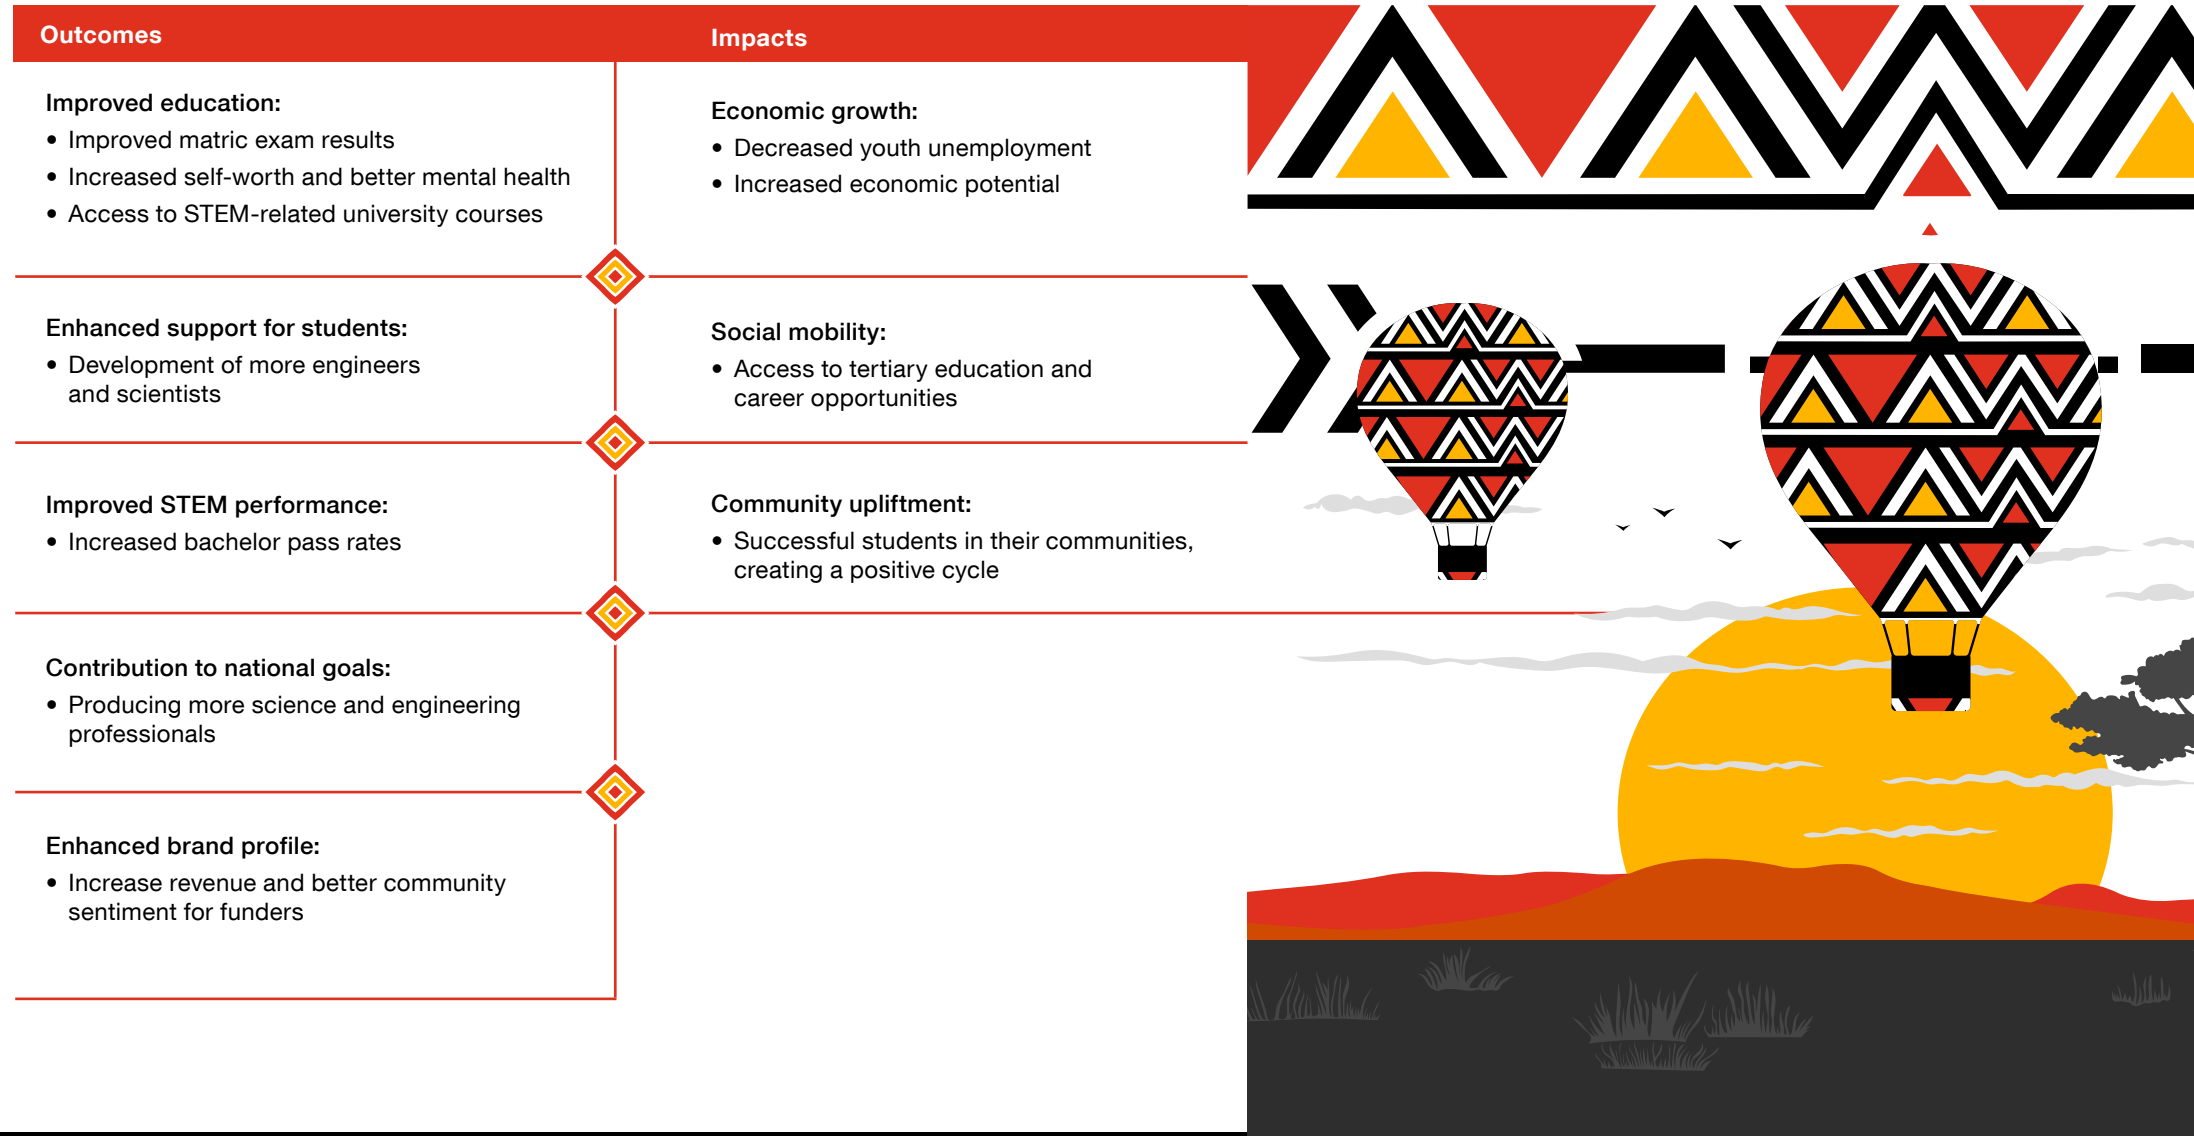 Outcomes
Impacts
Improved education:
• Improved matric exam results
• Increased self-worth and better mental health
• Access to STEM-related university courses
Economic growth:
• Decreased youth unemployment
• Increased economic potential
Enhanced support for students:
• Development of more engineers
and scientists
Social mobility:
• Access to tertiary education and
career opportunities
Improved STEM performance:
• Increased bachelor pass rates
Community upliftment:
• Successful students in their communities,
creating a positive cycle
Contribution to national goals:
• Producing more science and engineering
professionals
Enhanced brand profile:
• Increase revenue and better community
sentiment for funders